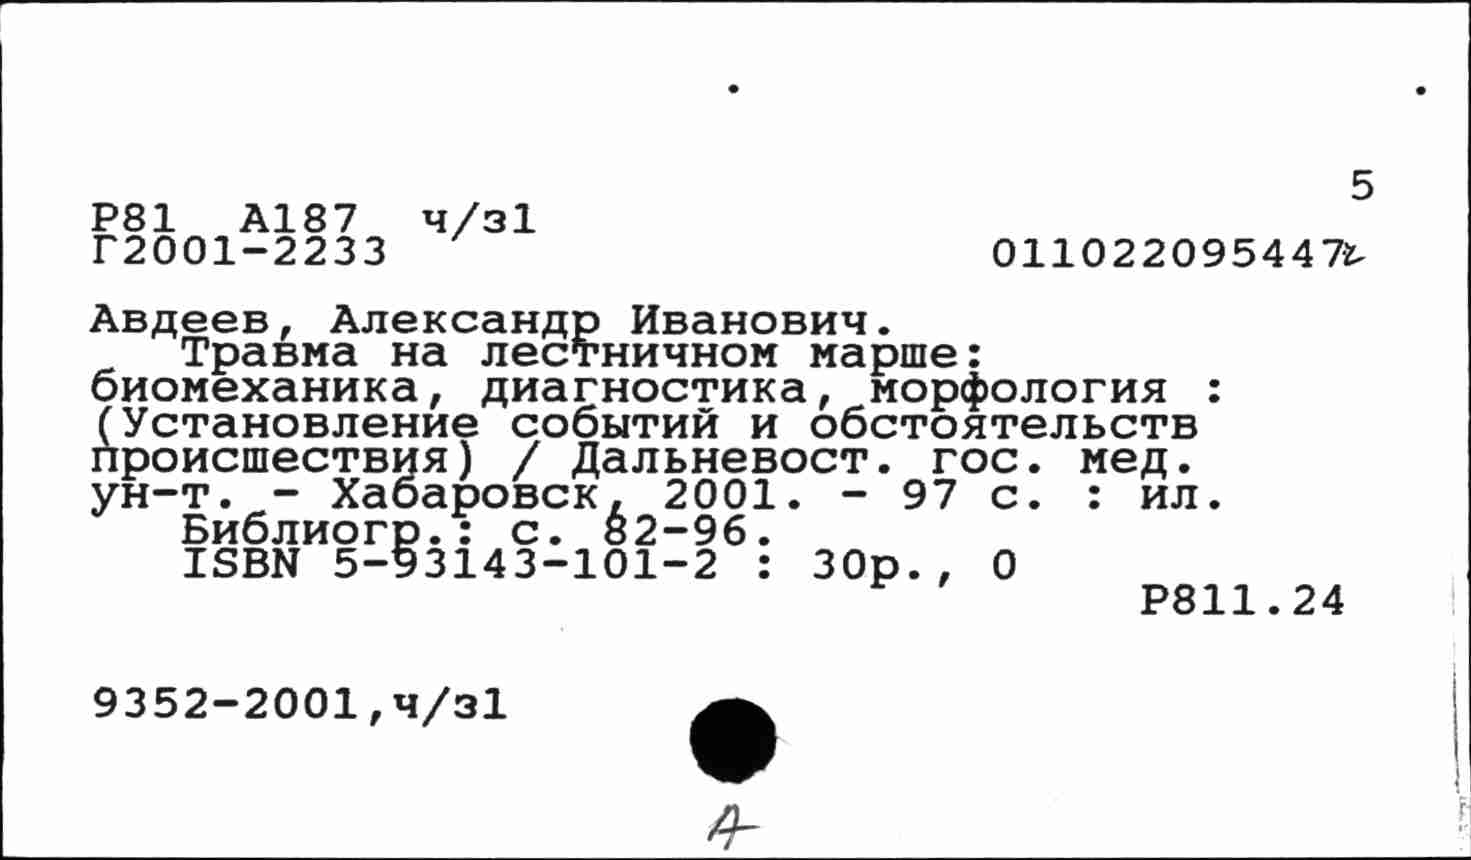 5
Р81 А187 ч/з1
Г2001-2233 011022095447
Авдеев, Александр Иванович.
Травма на лестничном марше:
биомеханика, диагностика, морфология :
(Установление событий и обстоятельств
происшествия) / Дальневост. гос. мед.
ун-т. - Хабаровск, 2001. - 97 с. : ил.
Библиогр.: с. 82-96.
ISBN 5-93143-101-2 : 30р., 0
Р811.24
9352-2001,ч/з1
А